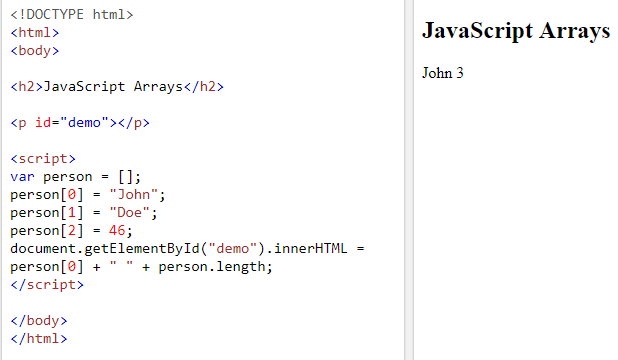 <!DOCTYPE html>
<html>
<body>
<h2>JavaScript Arrays</h2>
<p id="demo"></p>
<script>
var person = [];
person[0] = "John";
person[1] = "Doe";
person[2] = 46;
document.getElementById("demo").innerHTML =
person[0] + " " + person.length;
</script>
</body>
</html>
JavaScript Arrays
John 3